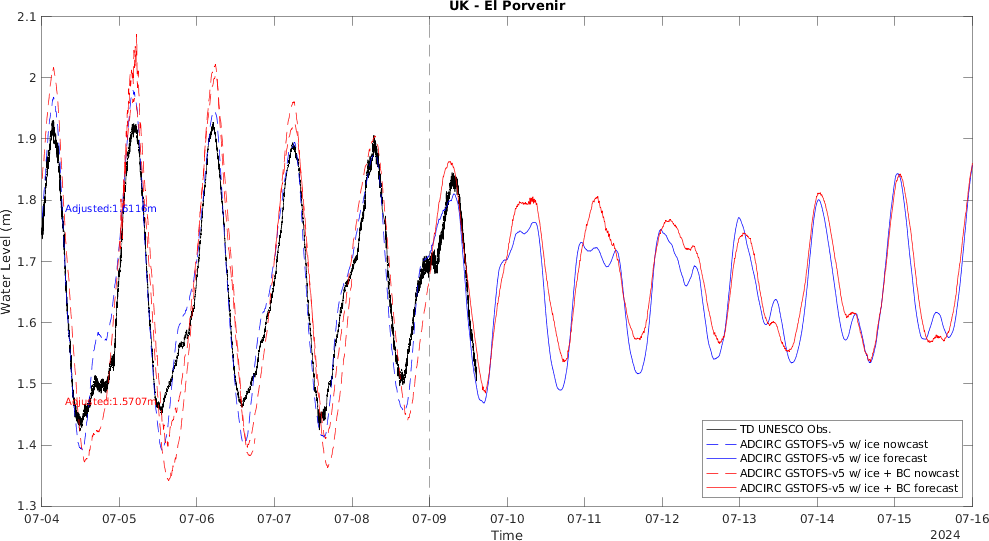 UK - El Porvenir
2.1
2
1.9
1.8
1.7
1.6
1.5
1.4
1.3
Water Level (m)
Adjusted:1.6116m
Adjusted:1.5707m
TD UNESCO Obs.
ADCIRC GSTOFS-v5 w/ ice nowcast
ADCIRC GSTOFS-v5 w/ ice forecast
ADCIRC GSTOFS-v5 w/ ice + BC nowcast
ADCIRC GSTOFS-v5 w/ ice + BC forecast
07-04 07-05 07-06 07-07 07-08 07-09 07-10 07-11 07-12 07-13 07-14 07-15 07-16
Time
2024